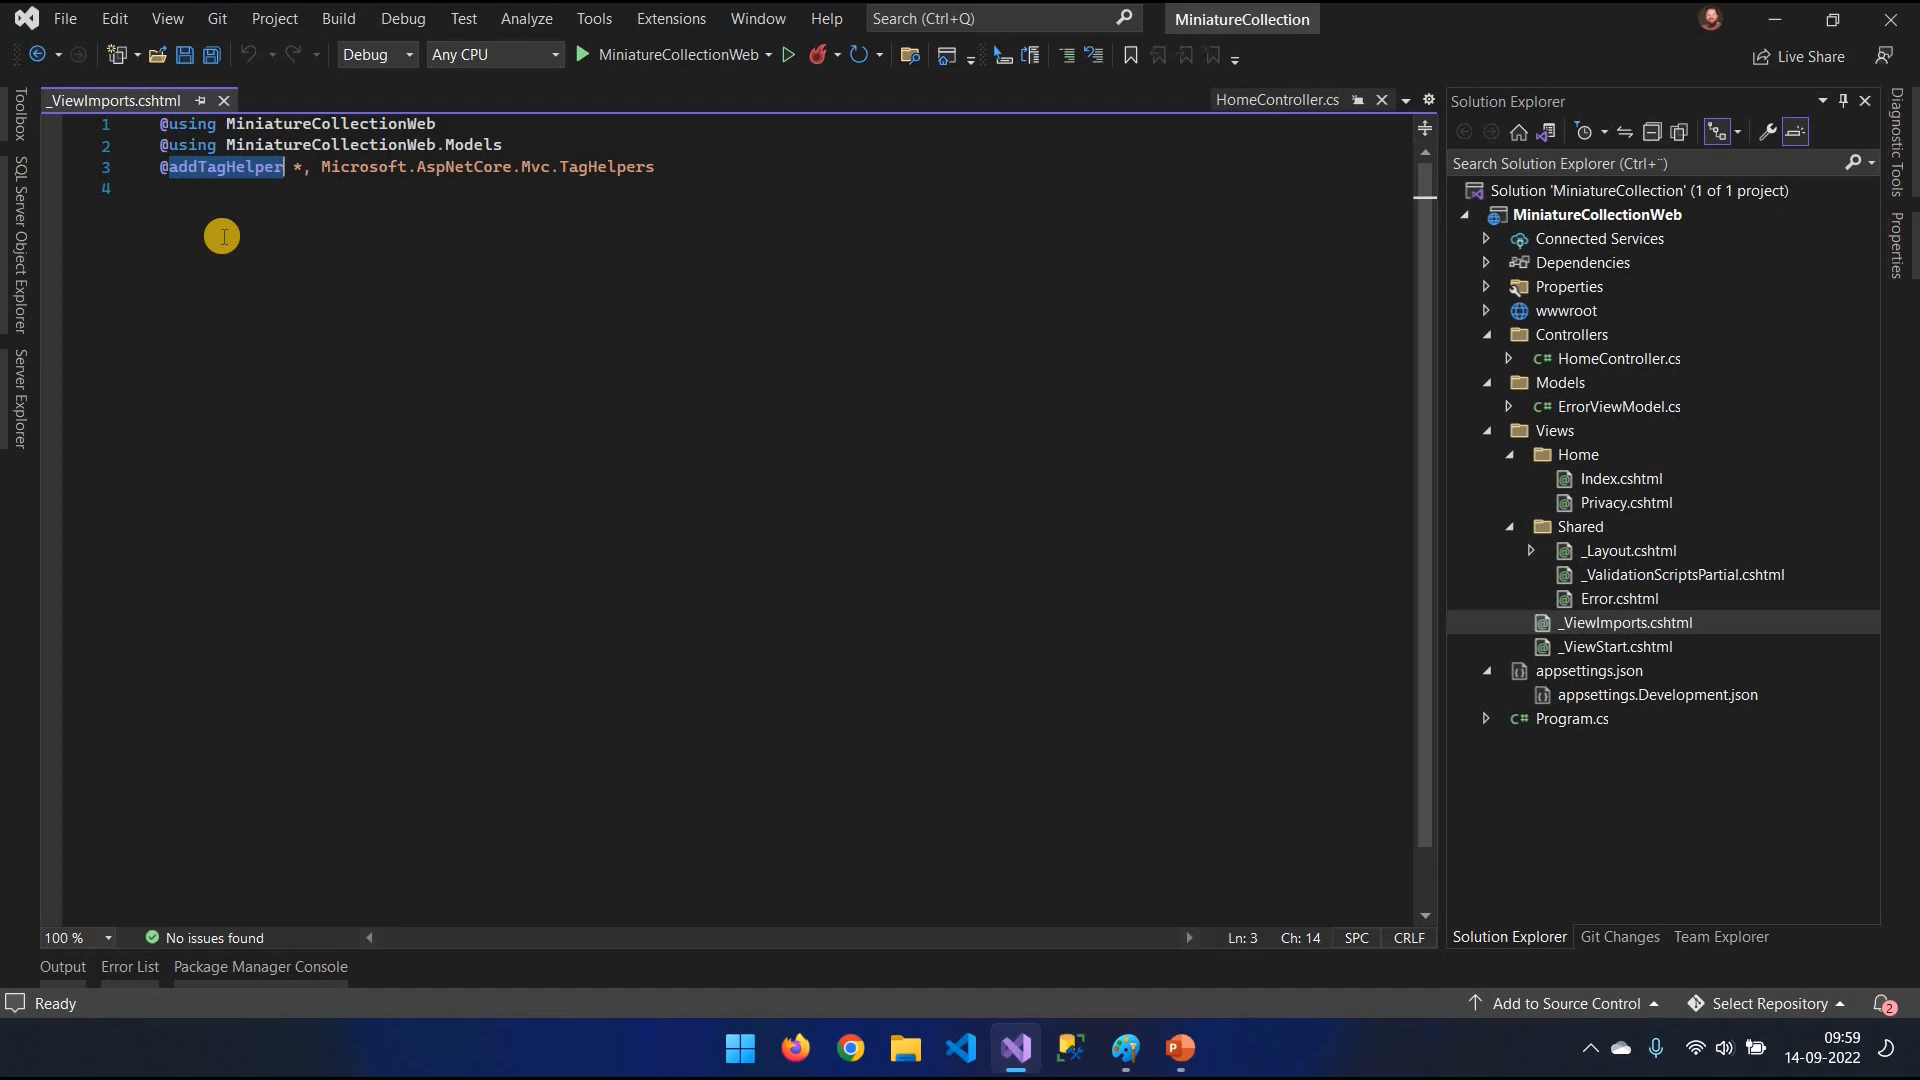 File Edit View Git Project Build Debug Test Analyze Tools Extensions Window Help Search (Ctrl+Q) MiniatureCollection
Debug Any CPU MiniatureCollectionWeb Live Share
_ViewImports.cshtml HomeController.cs
1 @using MiniatureCollectionWeb
2 @using MiniatureCollectionWeb.Models
3 @addTagHelper *, Microsoft.AspNetCore.Mvc.TagHelpers
4
Toolbox
SQL Server Object Explorer
Server Explorer
Solution Explorer
Search Solution Explorer (Ctrl+¨)
Solution 'MiniatureCollection' (1 of 1 project)
MiniatureCollectionWeb
Connected Services
Dependencies
Properties
wwwroot
Controllers
C# HomeController.cs
Models
C# ErrorViewModel.cs
Views
Home
Index.cshtml
Privacy.cshtml
Shared
_Layout.cshtml
_ValidationScriptsPartial.cshtml
Error.cshtml
_ViewImports.cshtml
_ViewStart.cshtml
appsettings.json
appsettings.Development.json
C# Program.cs
Diagnostic Tools
Properties
100 % No issues found Ln: 3 Ch: 14 SPC CRLF
Solution Explorer Git Changes Team Explorer
Output Error List Package Manager Console
Ready Add to Source Control Select Repository 2
09:59
14-09-2022